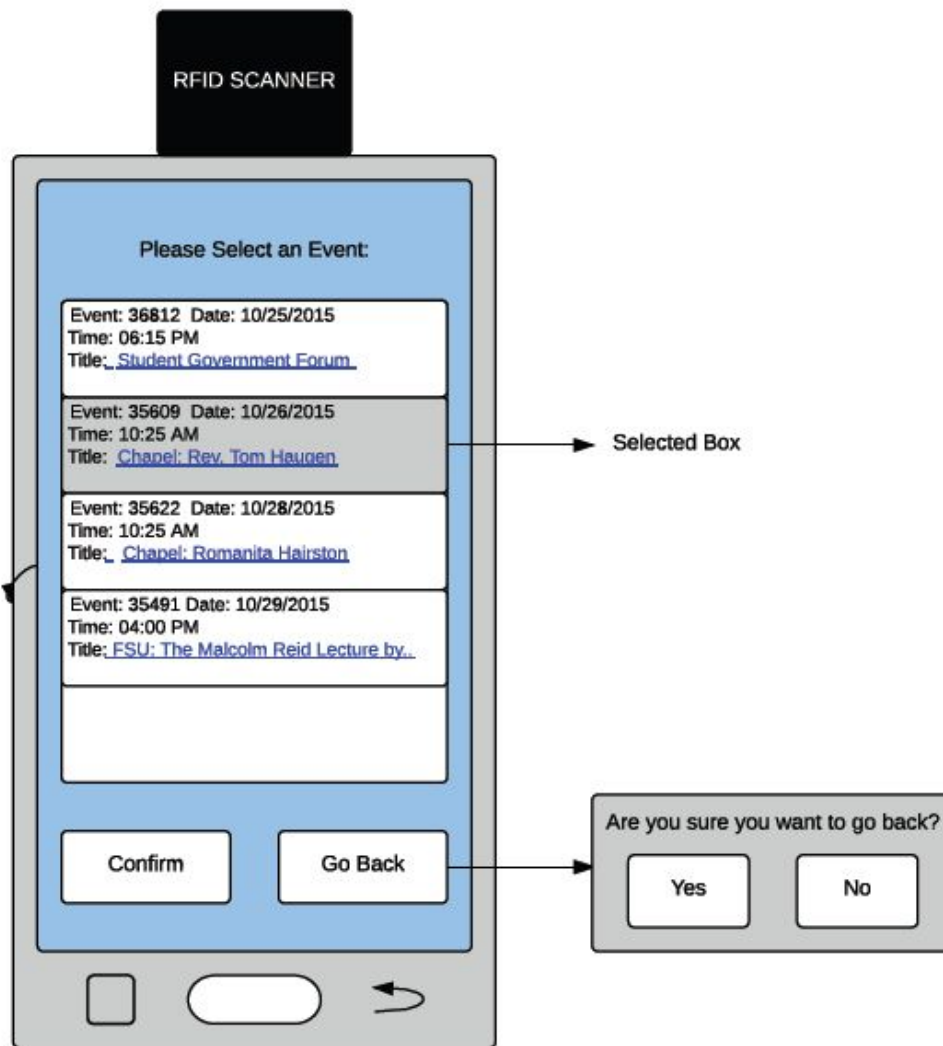 RFID SCANNER
Please Select an Event:
Event: 36812 Date: 10/25/2015
Time: 06:15 PM
Title: Student Government Forum
Event: 35609 Date: 10/26/2015
Time: 10:25 AM
Title: Chapel: Rev. Tom Haugen
Selected Box
Event: 35622 Date: 10/28/2015
Time: 10:25 AM
Title: Chapel: Romanita Hairston
Event: 35491 Date: 10/29/2015
Time: 04:00 PM
Title: FSU: The Malcolm Reid Lecture by..
Confirm
Go Back
Are you sure you want to go back?
Yes
No